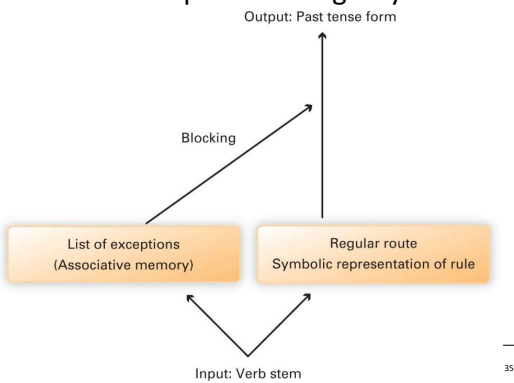 Output: Past tense form
Blocking
List of exceptions
(Associative memory)
Regular route
Symbolic representation of rule
Input: Verb stem
35